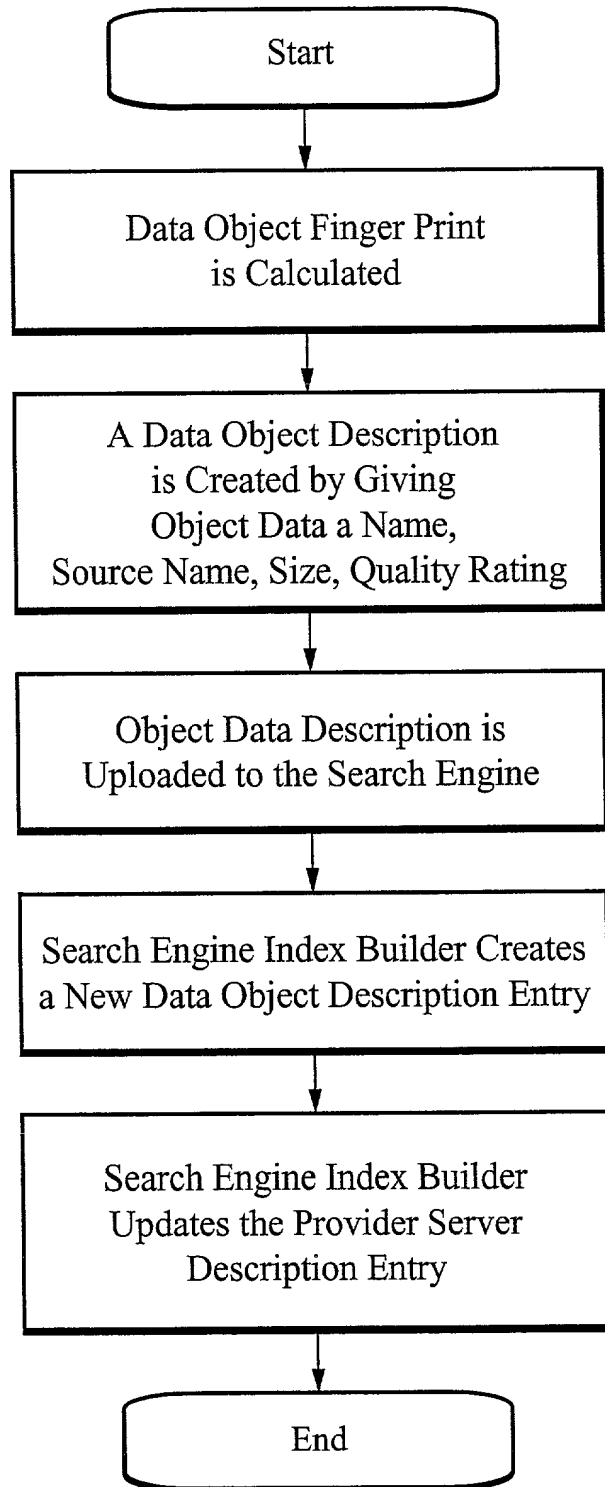 Start
Data Object Finger Print
is Calculated
A Data Object Description
is Created by Giving
Object Data a Name,
Source Name, Size, Quality Rating
Object Data Description is
Uploaded to the Search Engine
Search Engine Index Builder Creates
a New Data Object Description Entry
Search Engine Index Builder
Updates the Provider Server
Description Entry
End